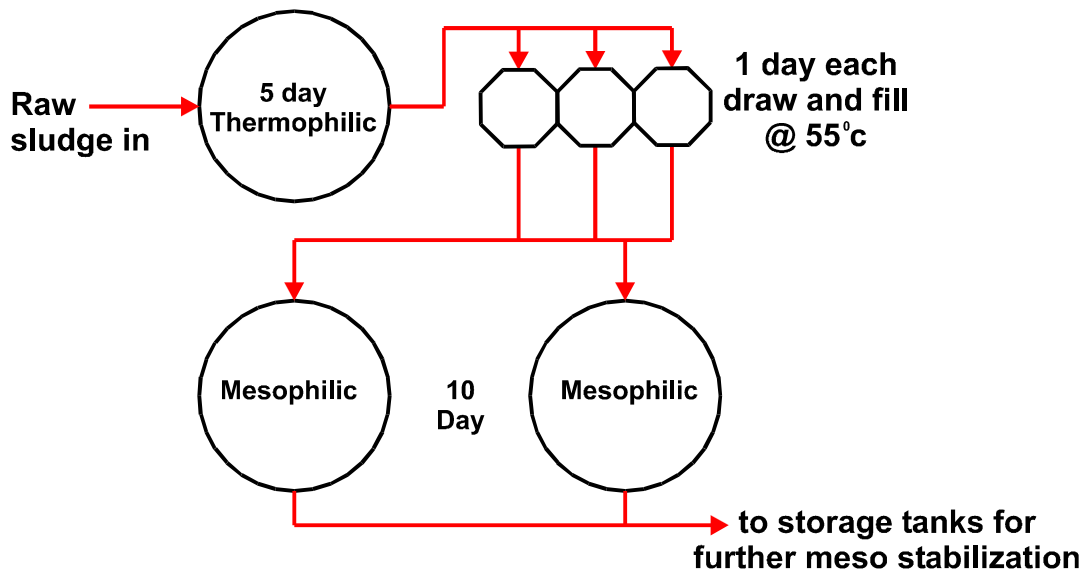 Raw
sludge in
5 day
Thermophilic
1 day each
draw and fill
@ 55⁰c
Mesophilic
10
Day
Mesophilic
to storage tanks for
further meso stabilization